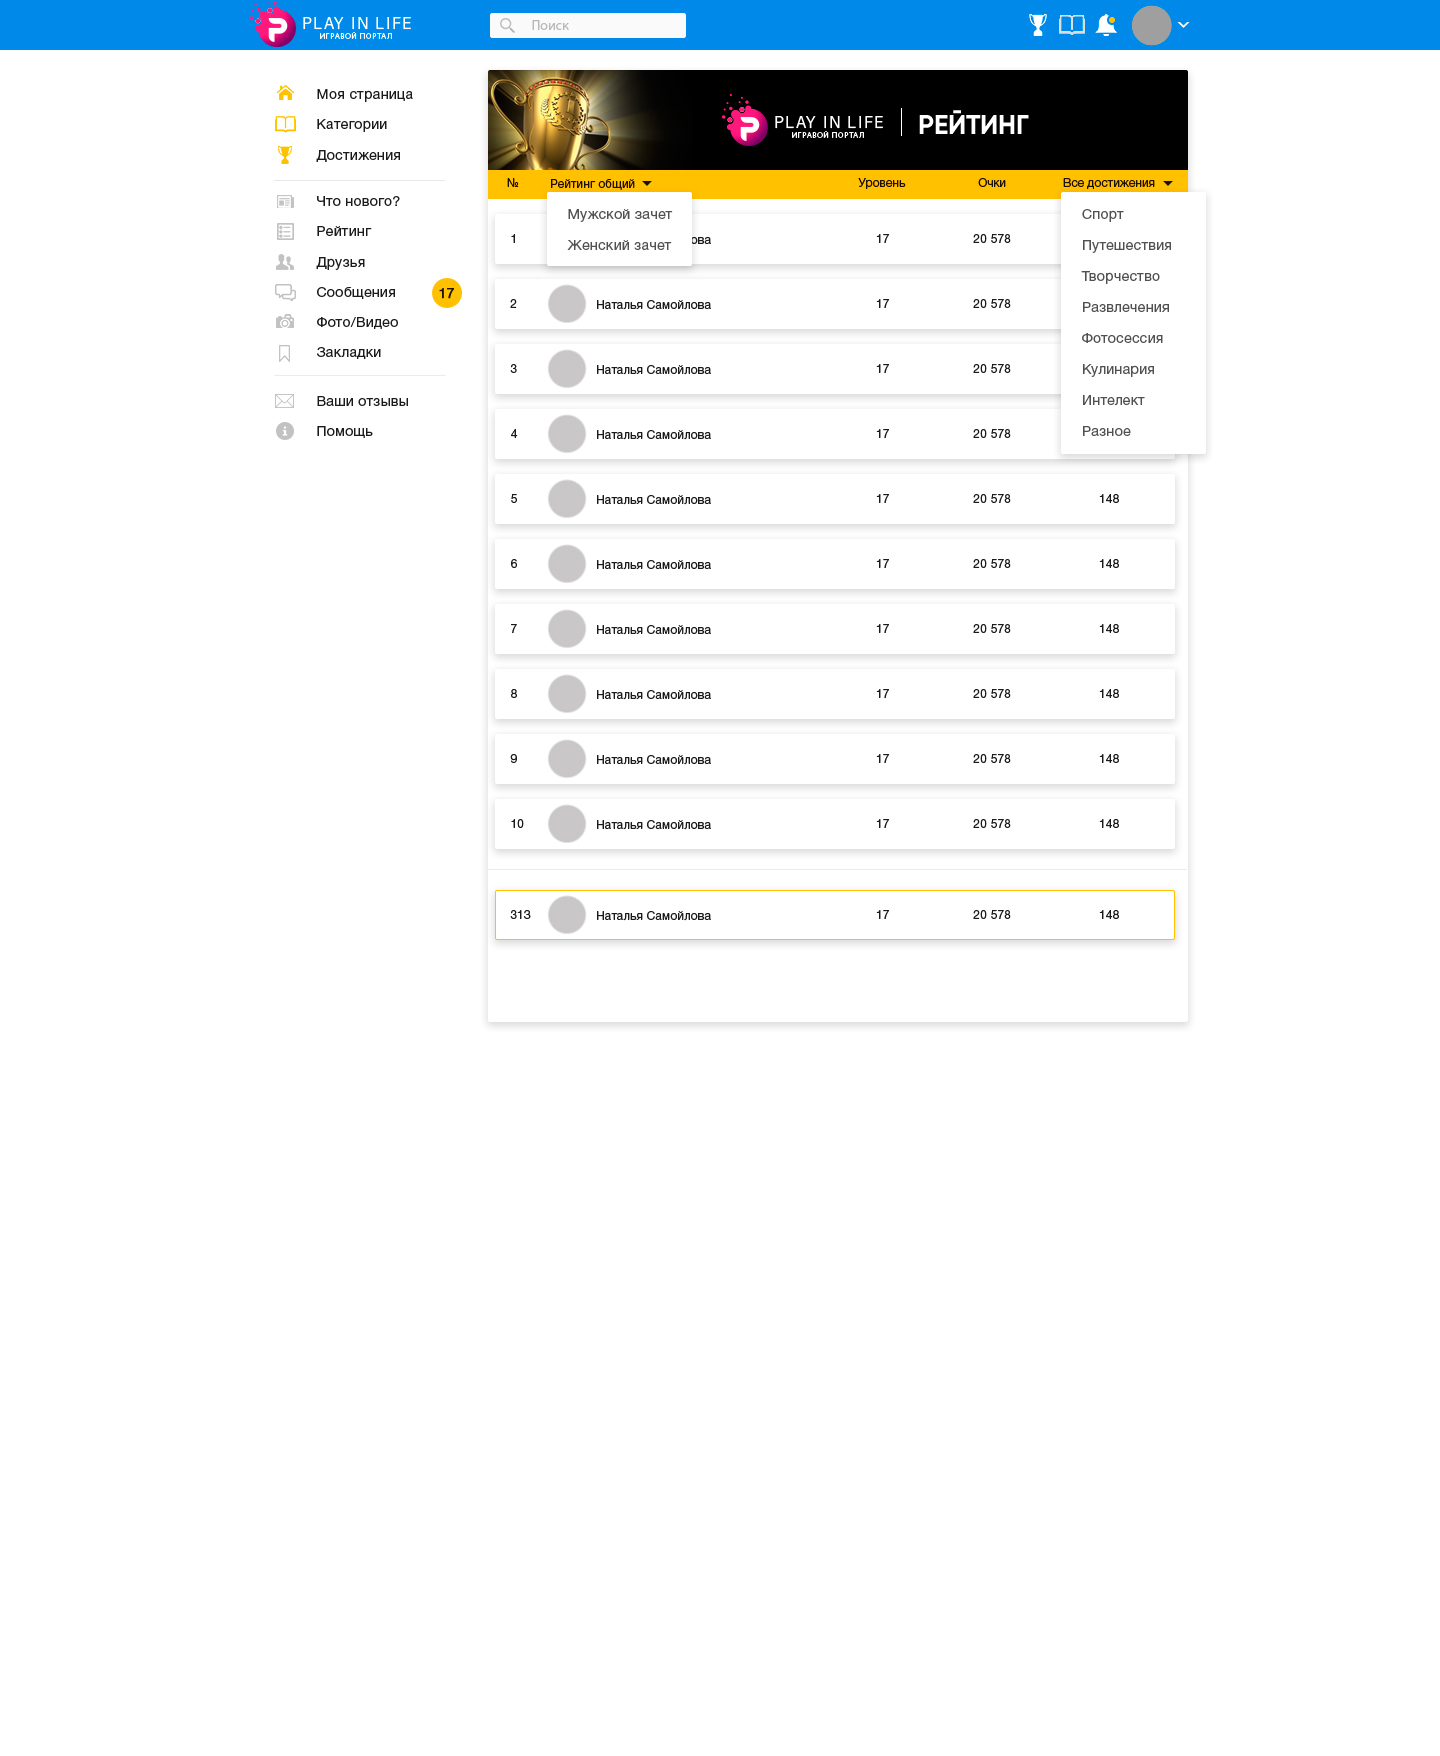 PLAY IN LIFE
ИГРАВОЙ ПОРТАЛ
Поиск
Моя страница
Категории
Достижения
Что нового?
Рейтинг
Друзья
Сообщения 17
Фото/Видео
Закладки
Ваши отзывы
Помощь
PLAY IN LIFE
ИГРАВОЙ ПОРТАЛ
РЕЙТИНГ
№ Рейтинг общий Уровень Очки Все достижения
Мужской зачет
Женский зачет
Спорт
Путешествия
Творчество
Развлечения
Фотосессия
Кулинария
Интелект
Разное
1 ова 17 20 578
2 Наталья Самойлова 17 20 578
3 Наталья Самойлова 17 20 578
4 Наталья Самойлова 17 20 578
5 Наталья Самойлова 17 20 578 148
6 Наталья Самойлова 17 20 578 148
7 Наталья Самойлова 17 20 578 148
8 Наталья Самойлова 17 20 578 148
9 Наталья Самойлова 17 20 578 148
10 Наталья Самойлова 17 20 578 148
313 Наталья Самойлова 17 20 578 148